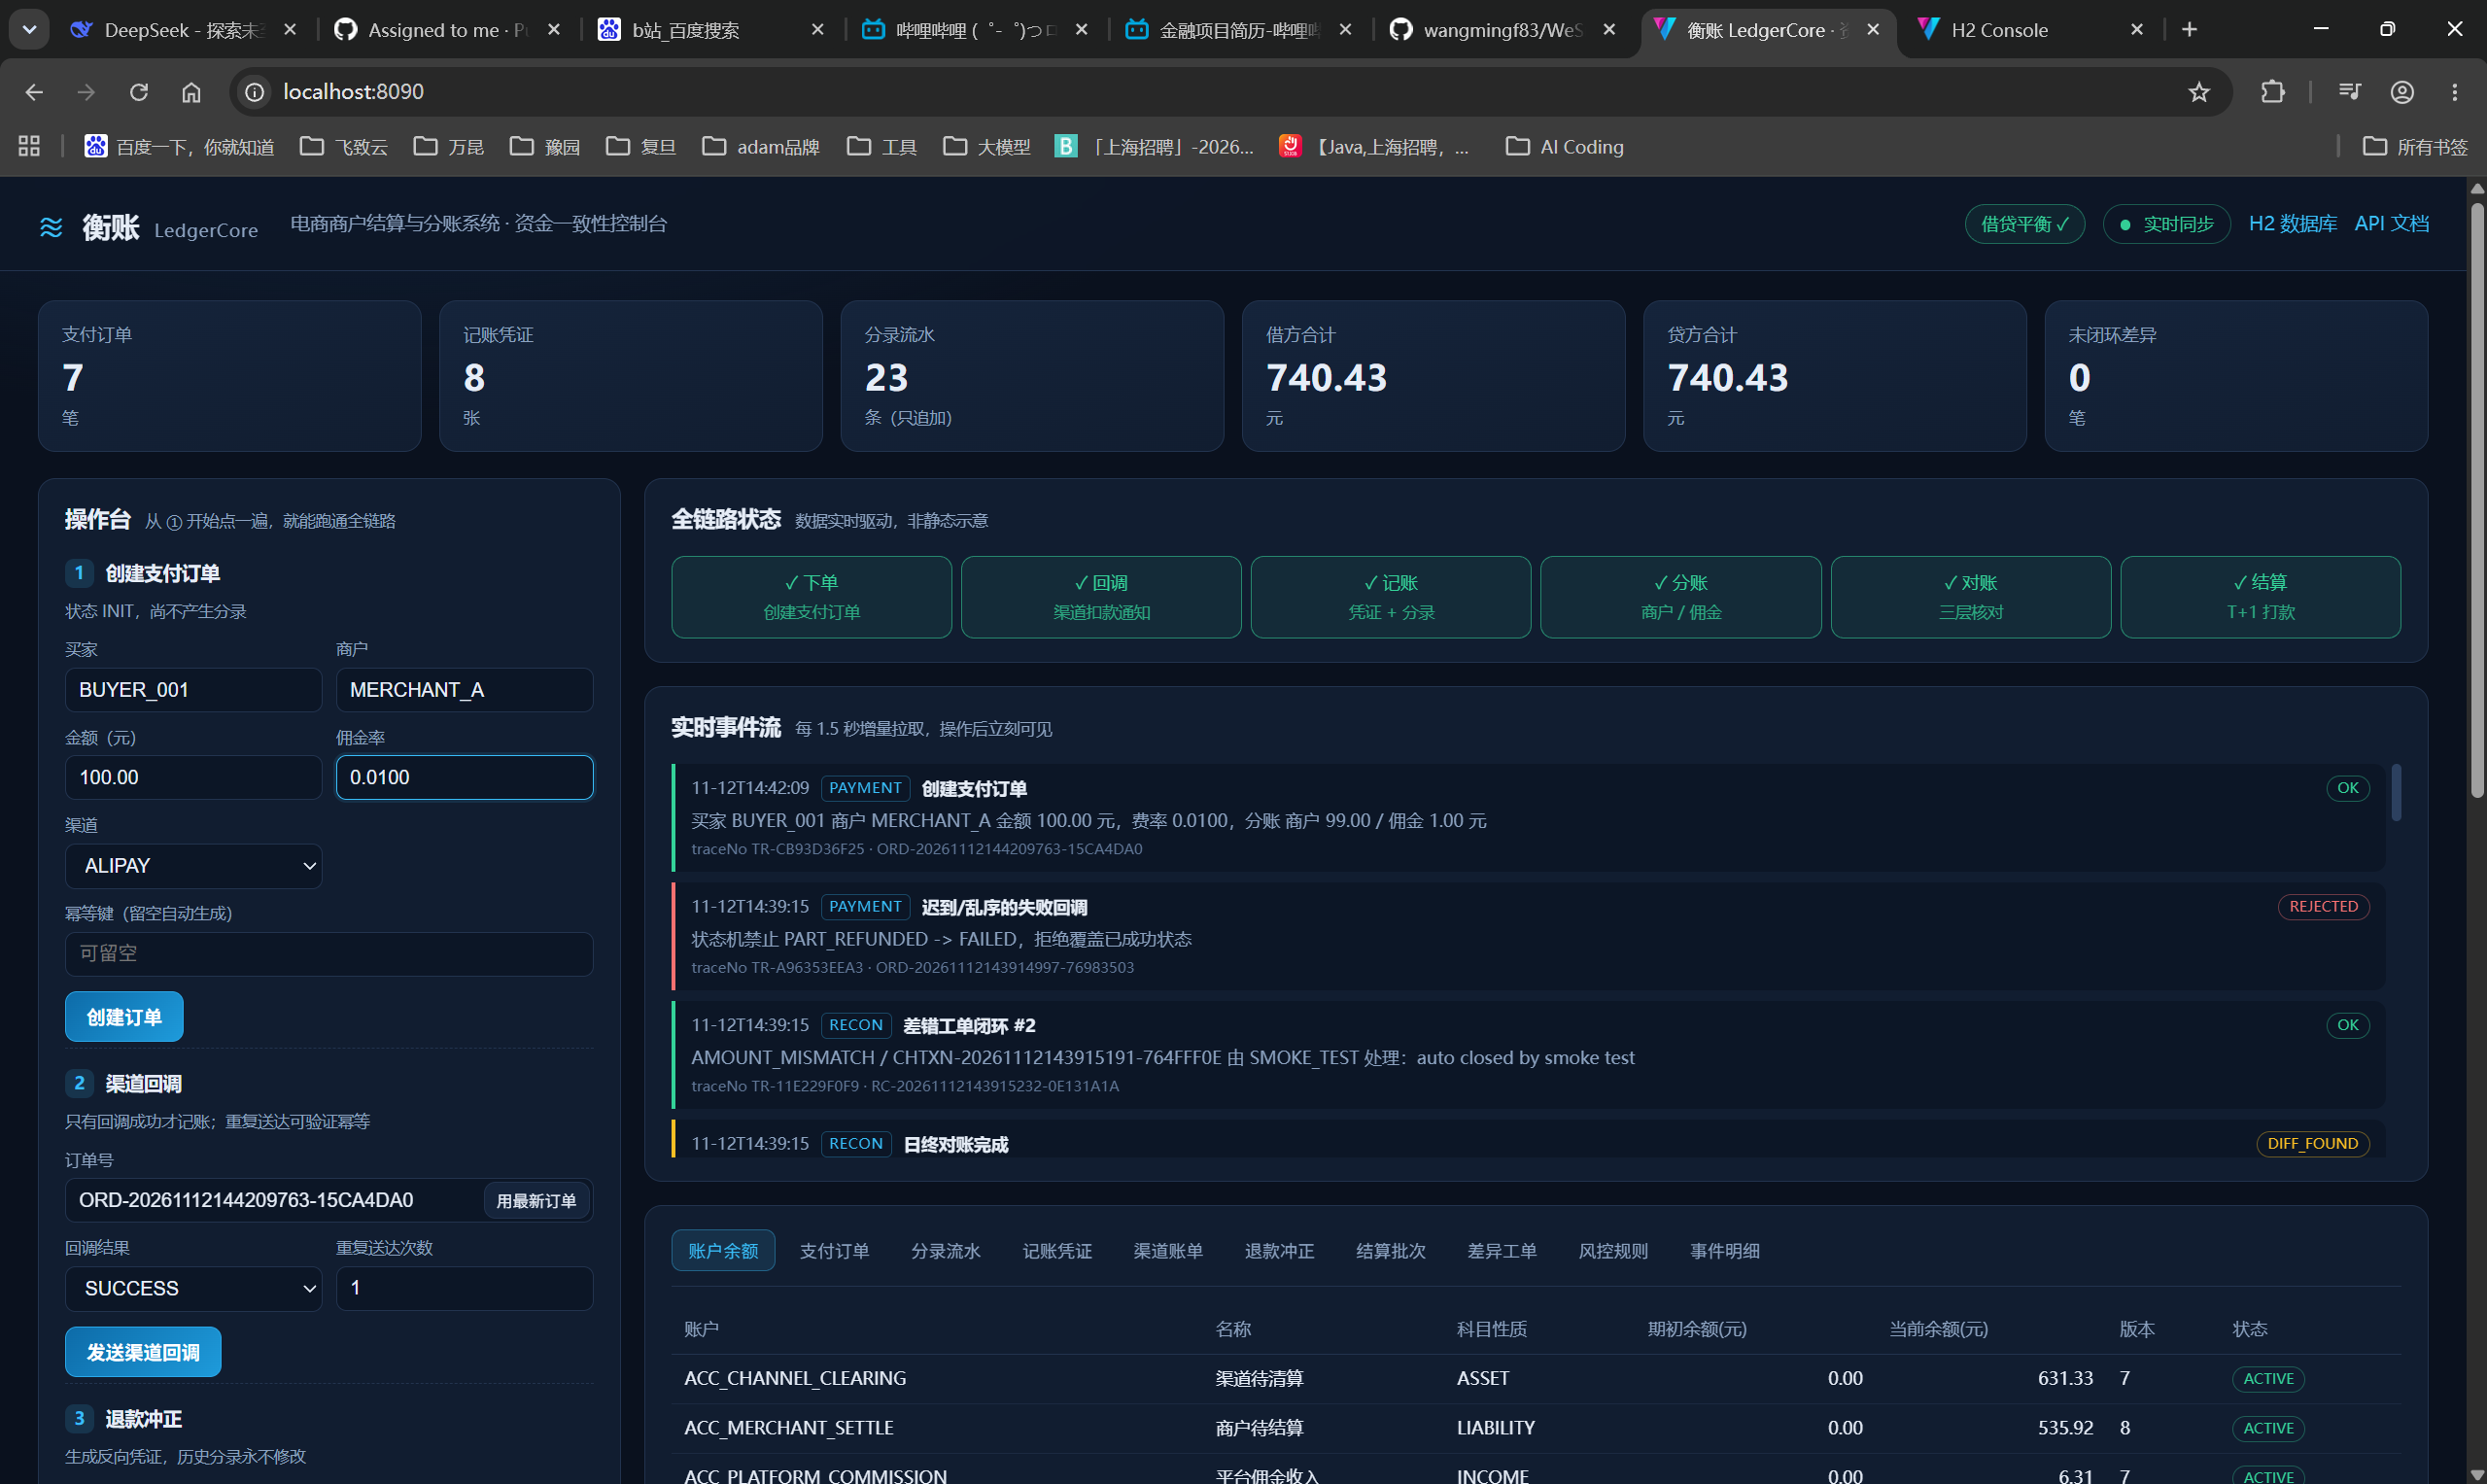 DeepSeek - 探索未至
Assigned to me · Pu
b站_百度搜索
哔哩哔哩 (゜-゜)つロ
金融项目简历-哔哩哔
wangmingf83/WeS
衡账 LedgerCore · 资
H2 Console
localhost:8090
百度一下，你就知道
飞致云
万昆
豫园
复旦
adam品牌
工具
大模型
「上海招聘」-2026...
【Java,上海招聘，...
AI Coding
所有书签
衡账 LedgerCore 电商商户结算与分账系统 · 资金一致性控制台
借贷平衡 ✓
实时同步
H2 数据库
API 文档
支付订单
7
笔
记账凭证
8
张
分录流水
23
条（只追加）
借方合计
740.43
元
贷方合计
740.43
元
未闭环差异
0
笔
操作台 从 ① 开始点一遍，就能跑通全链路
1 创建支付订单
状态 INIT，尚不产生分录
买家 商户
BUYER_001 MERCHANT_A
金额（元） 佣金率
100.00 0.0100
渠道
ALIPAY
幂等键（留空自动生成）
可留空
创建订单
2 渠道回调
只有回调成功才记账；重复送达可验证幂等
订单号
ORD-20261112144209763-15CA4DA0 用最新订单
回调结果 重复送达次数
SUCCESS 1
发送渠道回调
3 退款冲正
生成反向凭证，历史分录永不修改
全链路状态 数据实时驱动，非静态示意
✓ 下单
创建支付订单
✓ 回调
渠道扣款通知
✓ 记账
凭证 + 分录
✓ 分账
商户 / 佣金
✓ 对账
三层核对
✓ 结算
T+1 打款
实时事件流 每 1.5 秒增量拉取，操作后立刻可见
11-12T14:42:09 PAYMENT 创建支付订单 OK
买家 BUYER_001 商户 MERCHANT_A 金额 100.00 元，费率 0.0100，分账 商户 99.00 / 佣金 1.00 元
traceNo TR-CB93D36F25 · ORD-20261112144209763-15CA4DA0
11-12T14:39:15 PAYMENT 迟到/乱序的失败回调 REJECTED
状态机禁止 PART_REFUNDED -> FAILED，拒绝覆盖已成功状态
traceNo TR-A96353EEA3 · ORD-20261112143914997-76983503
11-12T14:39:15 RECON 差错工单闭环 #2 OK
AMOUNT_MISMATCH / CHTXN-20261112143915191-764FFF0E 由 SMOKE_TEST 处理：auto closed by smoke test
traceNo TR-11E229F0F9 · RC-20261112143915232-0E131A1A
11-12T14:39:15 RECON 日终对账完成 DIFF_FOUND
账户余额 支付订单 分录流水 记账凭证 渠道账单 退款冲正 结算批次 差异工单 风控规则 事件明细
账户 名称 科目性质 期初余额(元) 当前余额(元) 版本 状态
ACC_CHANNEL_CLEARING 渠道待清算 ASSET 0.00 631.33 7 ACTIVE
ACC_MERCHANT_SETTLE 商户待结算 LIABILITY 0.00 535.92 8 ACTIVE
ACC_PLATFORM_COMMISSION 平台佣金收入 INCOME 0.00 6.31 7 ACTIVE